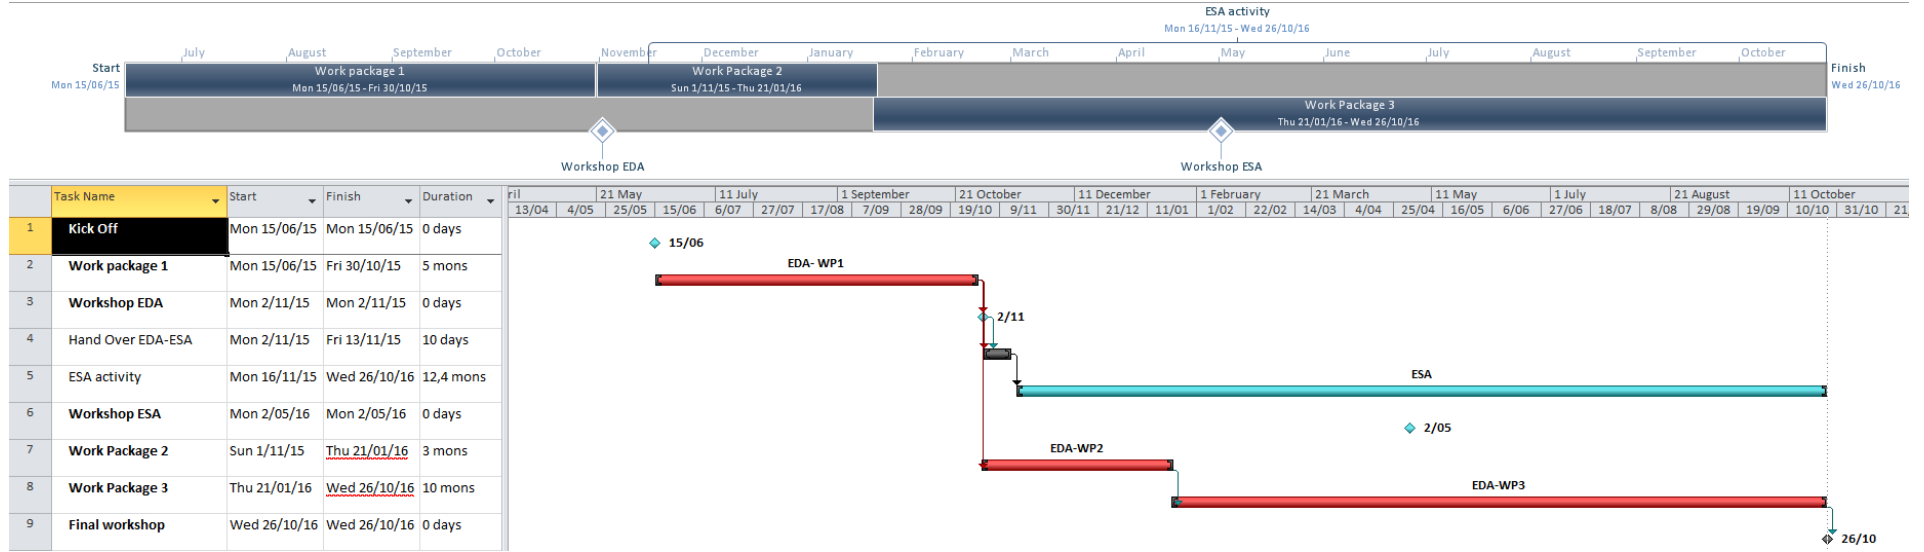 ESA activity
Mon 16/11/15 - Wed 26/10/16
July August September October November December January February March April May June July August September October
Start
Mon 15/06/15
Work package 1
Mon 15/06/15 - Fri 30/10/15
Work Package 2
Sun 1/11/15 - Thu 21/01/16
Finish
Wed 26/10/16
Work Package 3
Thu 21/01/16 - Wed 26/10/16
Workshop EDA
Workshop ESA
Task Name Start Finish Duration
ril 21 May 11 July 1 September 21 October 11 December 1 February 21 March 11 May 1 July 21 August 11 October
13/04 4/05 25/05 15/06 6/07 27/07 17/08 7/09 28/09 19/10 9/11 30/11 21/12 11/01 1/02 22/02 14/03 4/04 25/04 16/05 6/06 27/06 18/07 8/08 29/08 19/09 10/10 31/10 21/
1 Kick Off Mon 15/06/15 Mon 15/06/15 0 days
15/06
2 Work package 1 Mon 15/06/15 Fri 30/10/15 5 mons
EDA- WP1
3 Workshop EDA Mon 2/11/15 Mon 2/11/15 0 days
2/11
4 Hand Over EDA-ESA Mon 2/11/15 Fri 13/11/15 10 days
5 ESA activity Mon 16/11/15 Wed 26/10/16 12,4 mons
ESA
6 Workshop ESA Mon 2/05/16 Mon 2/05/16 0 days
2/05
7 Work Package 2 Sun 1/11/15 Thu 21/01/16 3 mons
EDA-WP2
8 Work Package 3 Thu 21/01/16 Wed 26/10/16 10 mons
EDA-WP3
9 Final workshop Wed 26/10/16 Wed 26/10/16 0 days
26/10